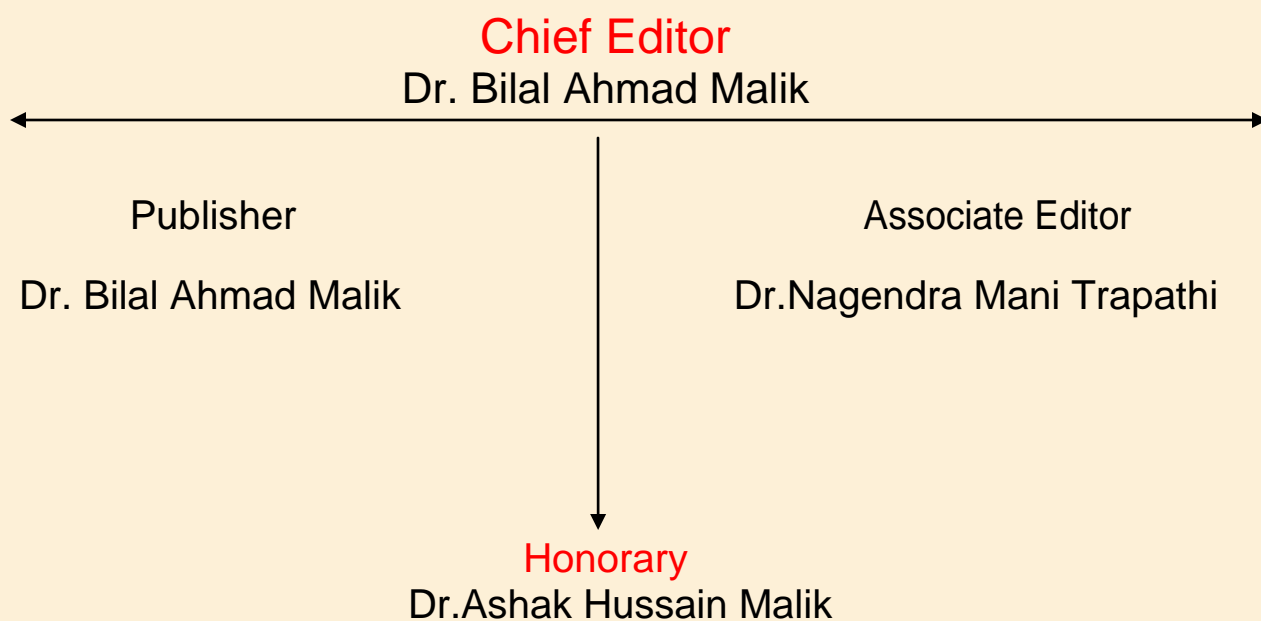 Chief Editor
Dr. Bilal Ahmad Malik
Publisher
Associate Editor
Dr. Bilal Ahmad Malik
Dr.Nagendra Mani Trapathi
Honorary
Dr.Ashak Hussain Malik